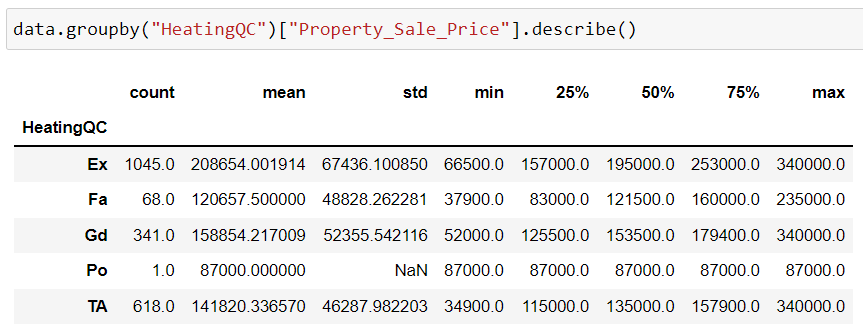 data.groupby("HeatingQC")["Property_Sale_Price"].describe()
count mean std min 25% 50% 75% max
HeatingQC
Ex 1045.0 208654.001914 67436.100850 66500.0 157000.0 195000.0 253000.0 340000.0
Fa 68.0 120657.500000 48828.262281 37900.0 83000.0 121500.0 160000.0 235000.0
Gd 341.0 158854.217009 52355.542116 52000.0 125500.0 153500.0 179400.0 340000.0
Po 1.0 87000.000000 NaN 87000.0 87000.0 87000.0 87000.0 87000.0
TA 618.0 141820.336570 46287.982203 34900.0 115000.0 135000.0 157900.0 340000.0